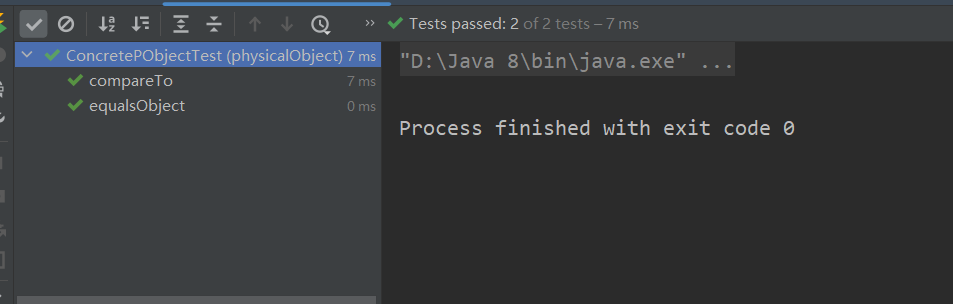 Tests passed: 2 of 2 tests – 7 ms
ConcretePObjectTest (physicalObject) 7 ms
compareTo 7 ms
equalsObject 0 ms
"D:\Java 8\bin\java.exe" ...
Process finished with exit code 0